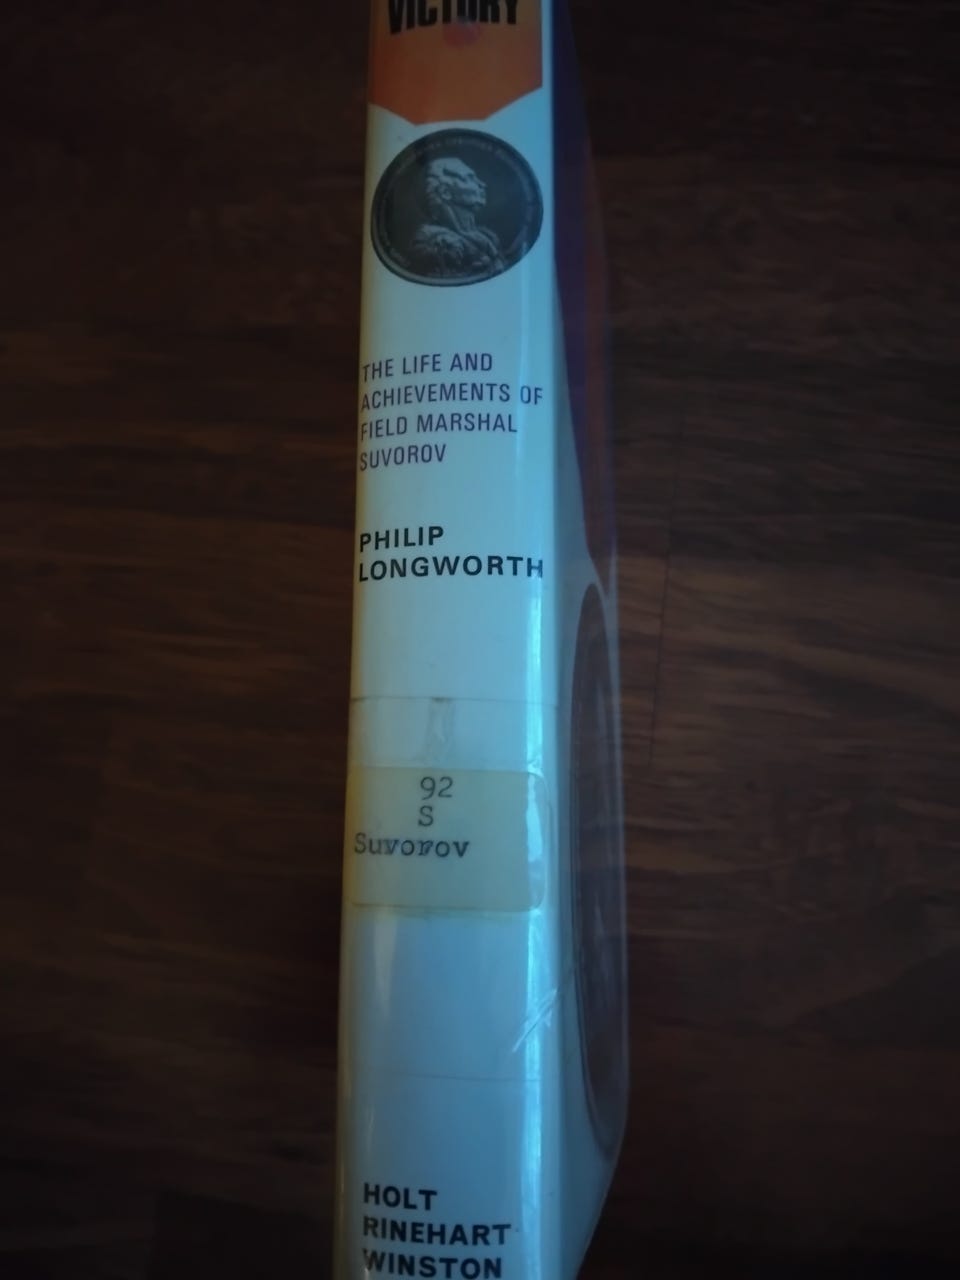 VICTORY
THE LIFE AND
ACHIEVEMENTS OF
FIELD MARSHAL
SUVOROV
PHILIP
LONGWORTH
92
S
Suvorov
HOLT
RINEHART
WINSTON